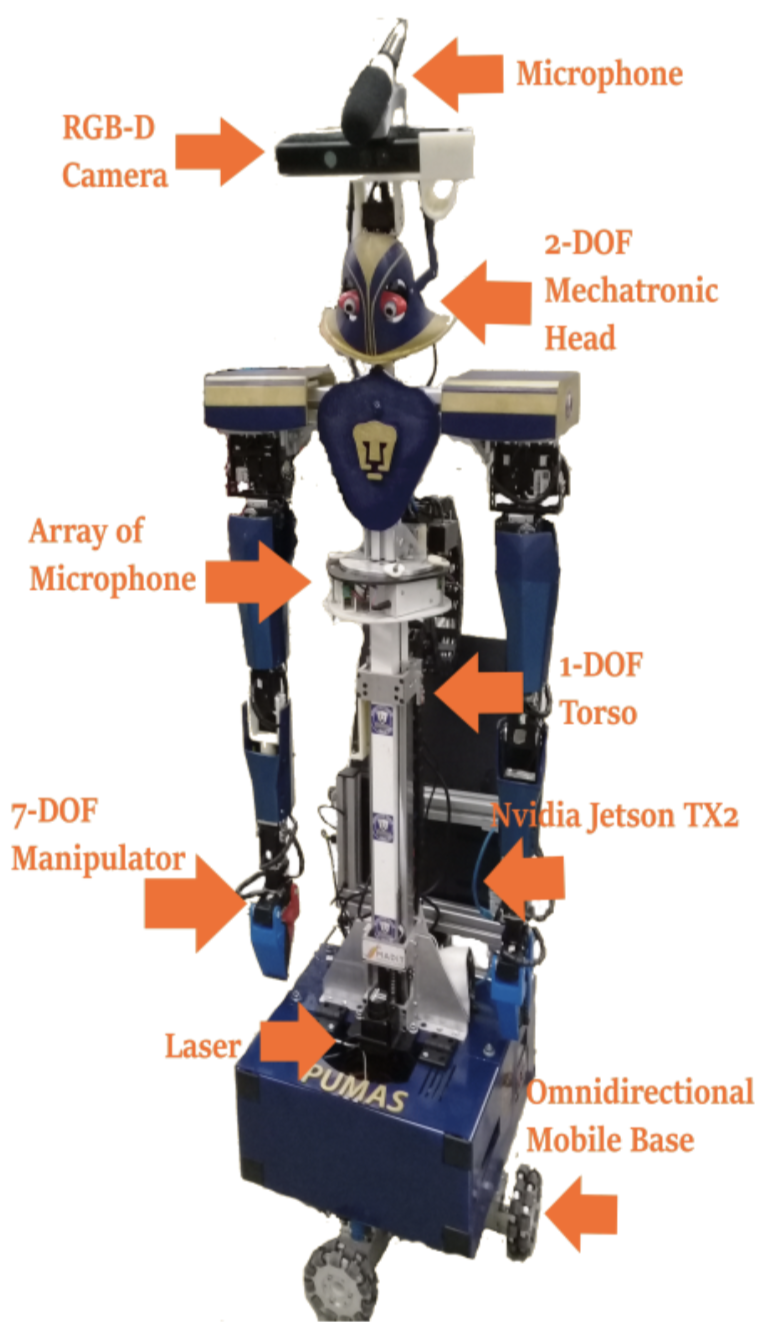 Microphone
RGB-D
Camera
2-DOF
Mechatronic
Head
Array of
Microphone
1-DOF
Torso
7-DOF
Manipulator
Nvidia Jetson TX2
Laser
PUMAS
Omnidirectional
Mobile Base